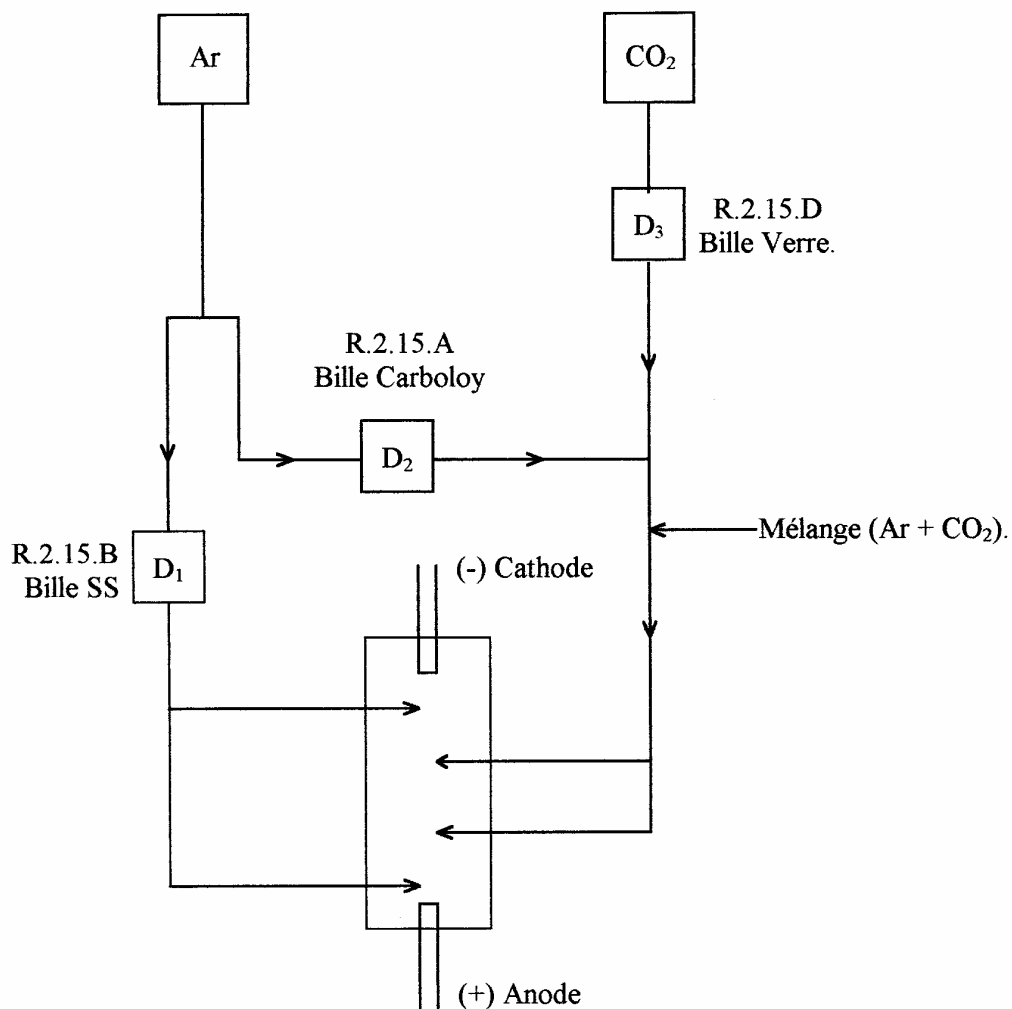 Ar
CO₂
R.2.15.D
Bille Verre.
D₃
R.2.15.A
Bille Carboloy
D₂
Mélange (Ar + CO₂).
R.2.15.B
Bille SS
D₁
(-) Cathode
(+) Anode